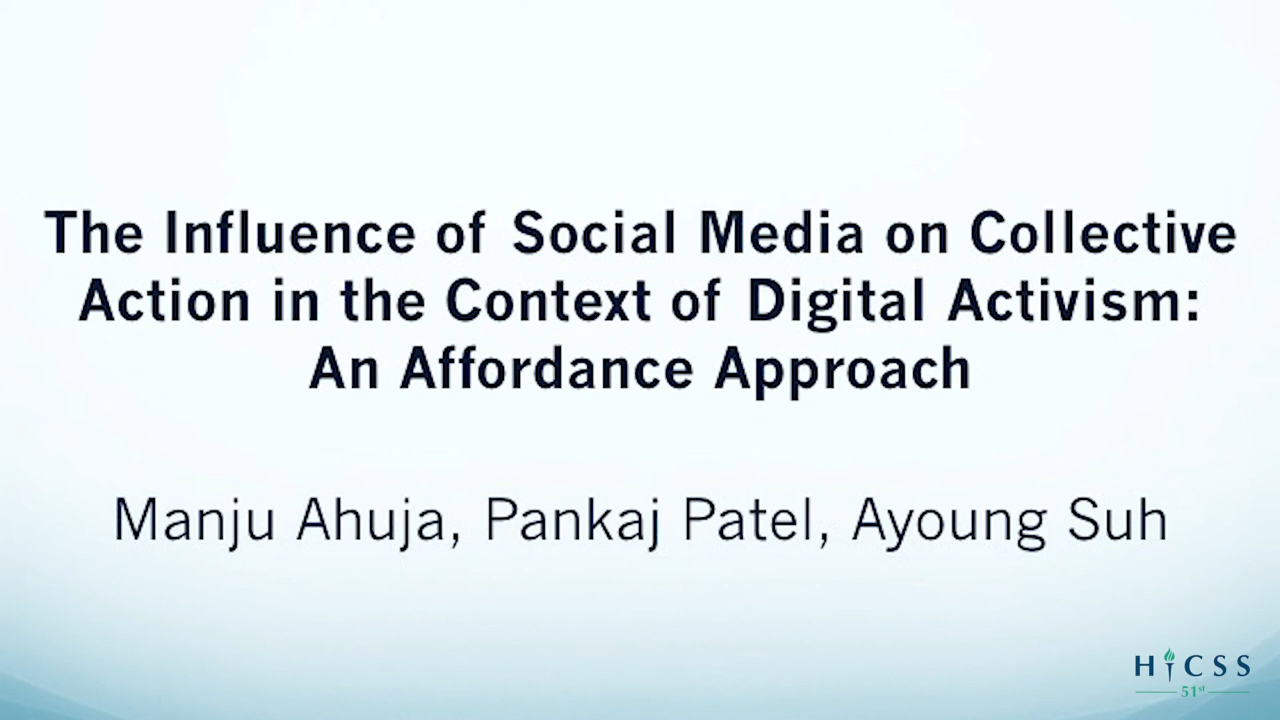 The Influence of Social Media on Collective
Action in the Context of Digital Activism:
An Affordance Approach
Manju Ahuja, Pankaj Patel, Ayoung Suh
HiCSS
51st